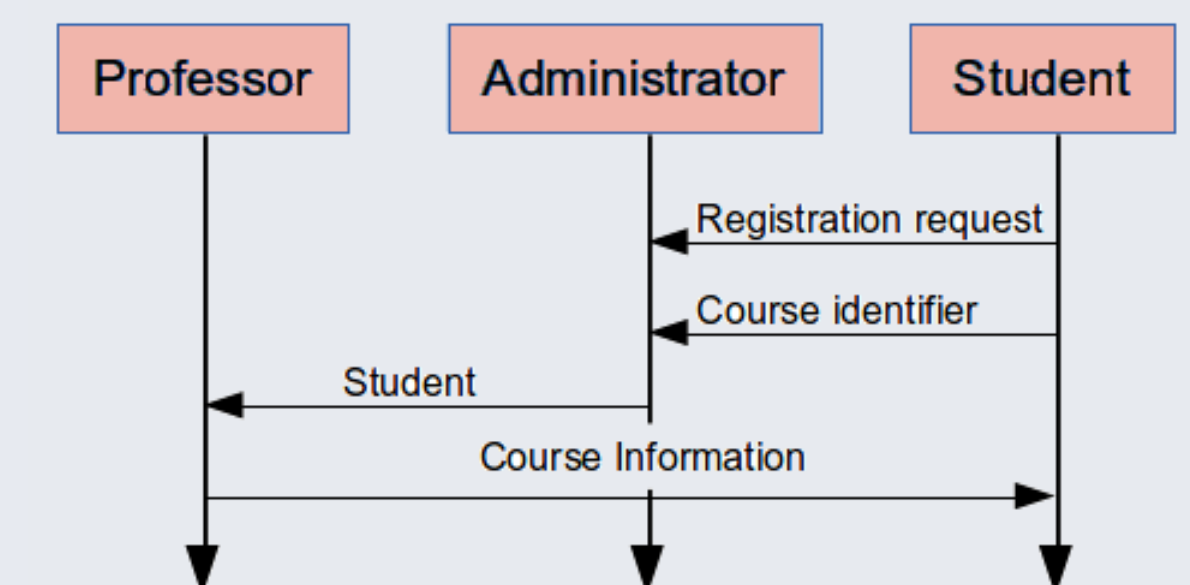 Professor
Administrator
Student
Registration request
Course identifier
Student
Course Information